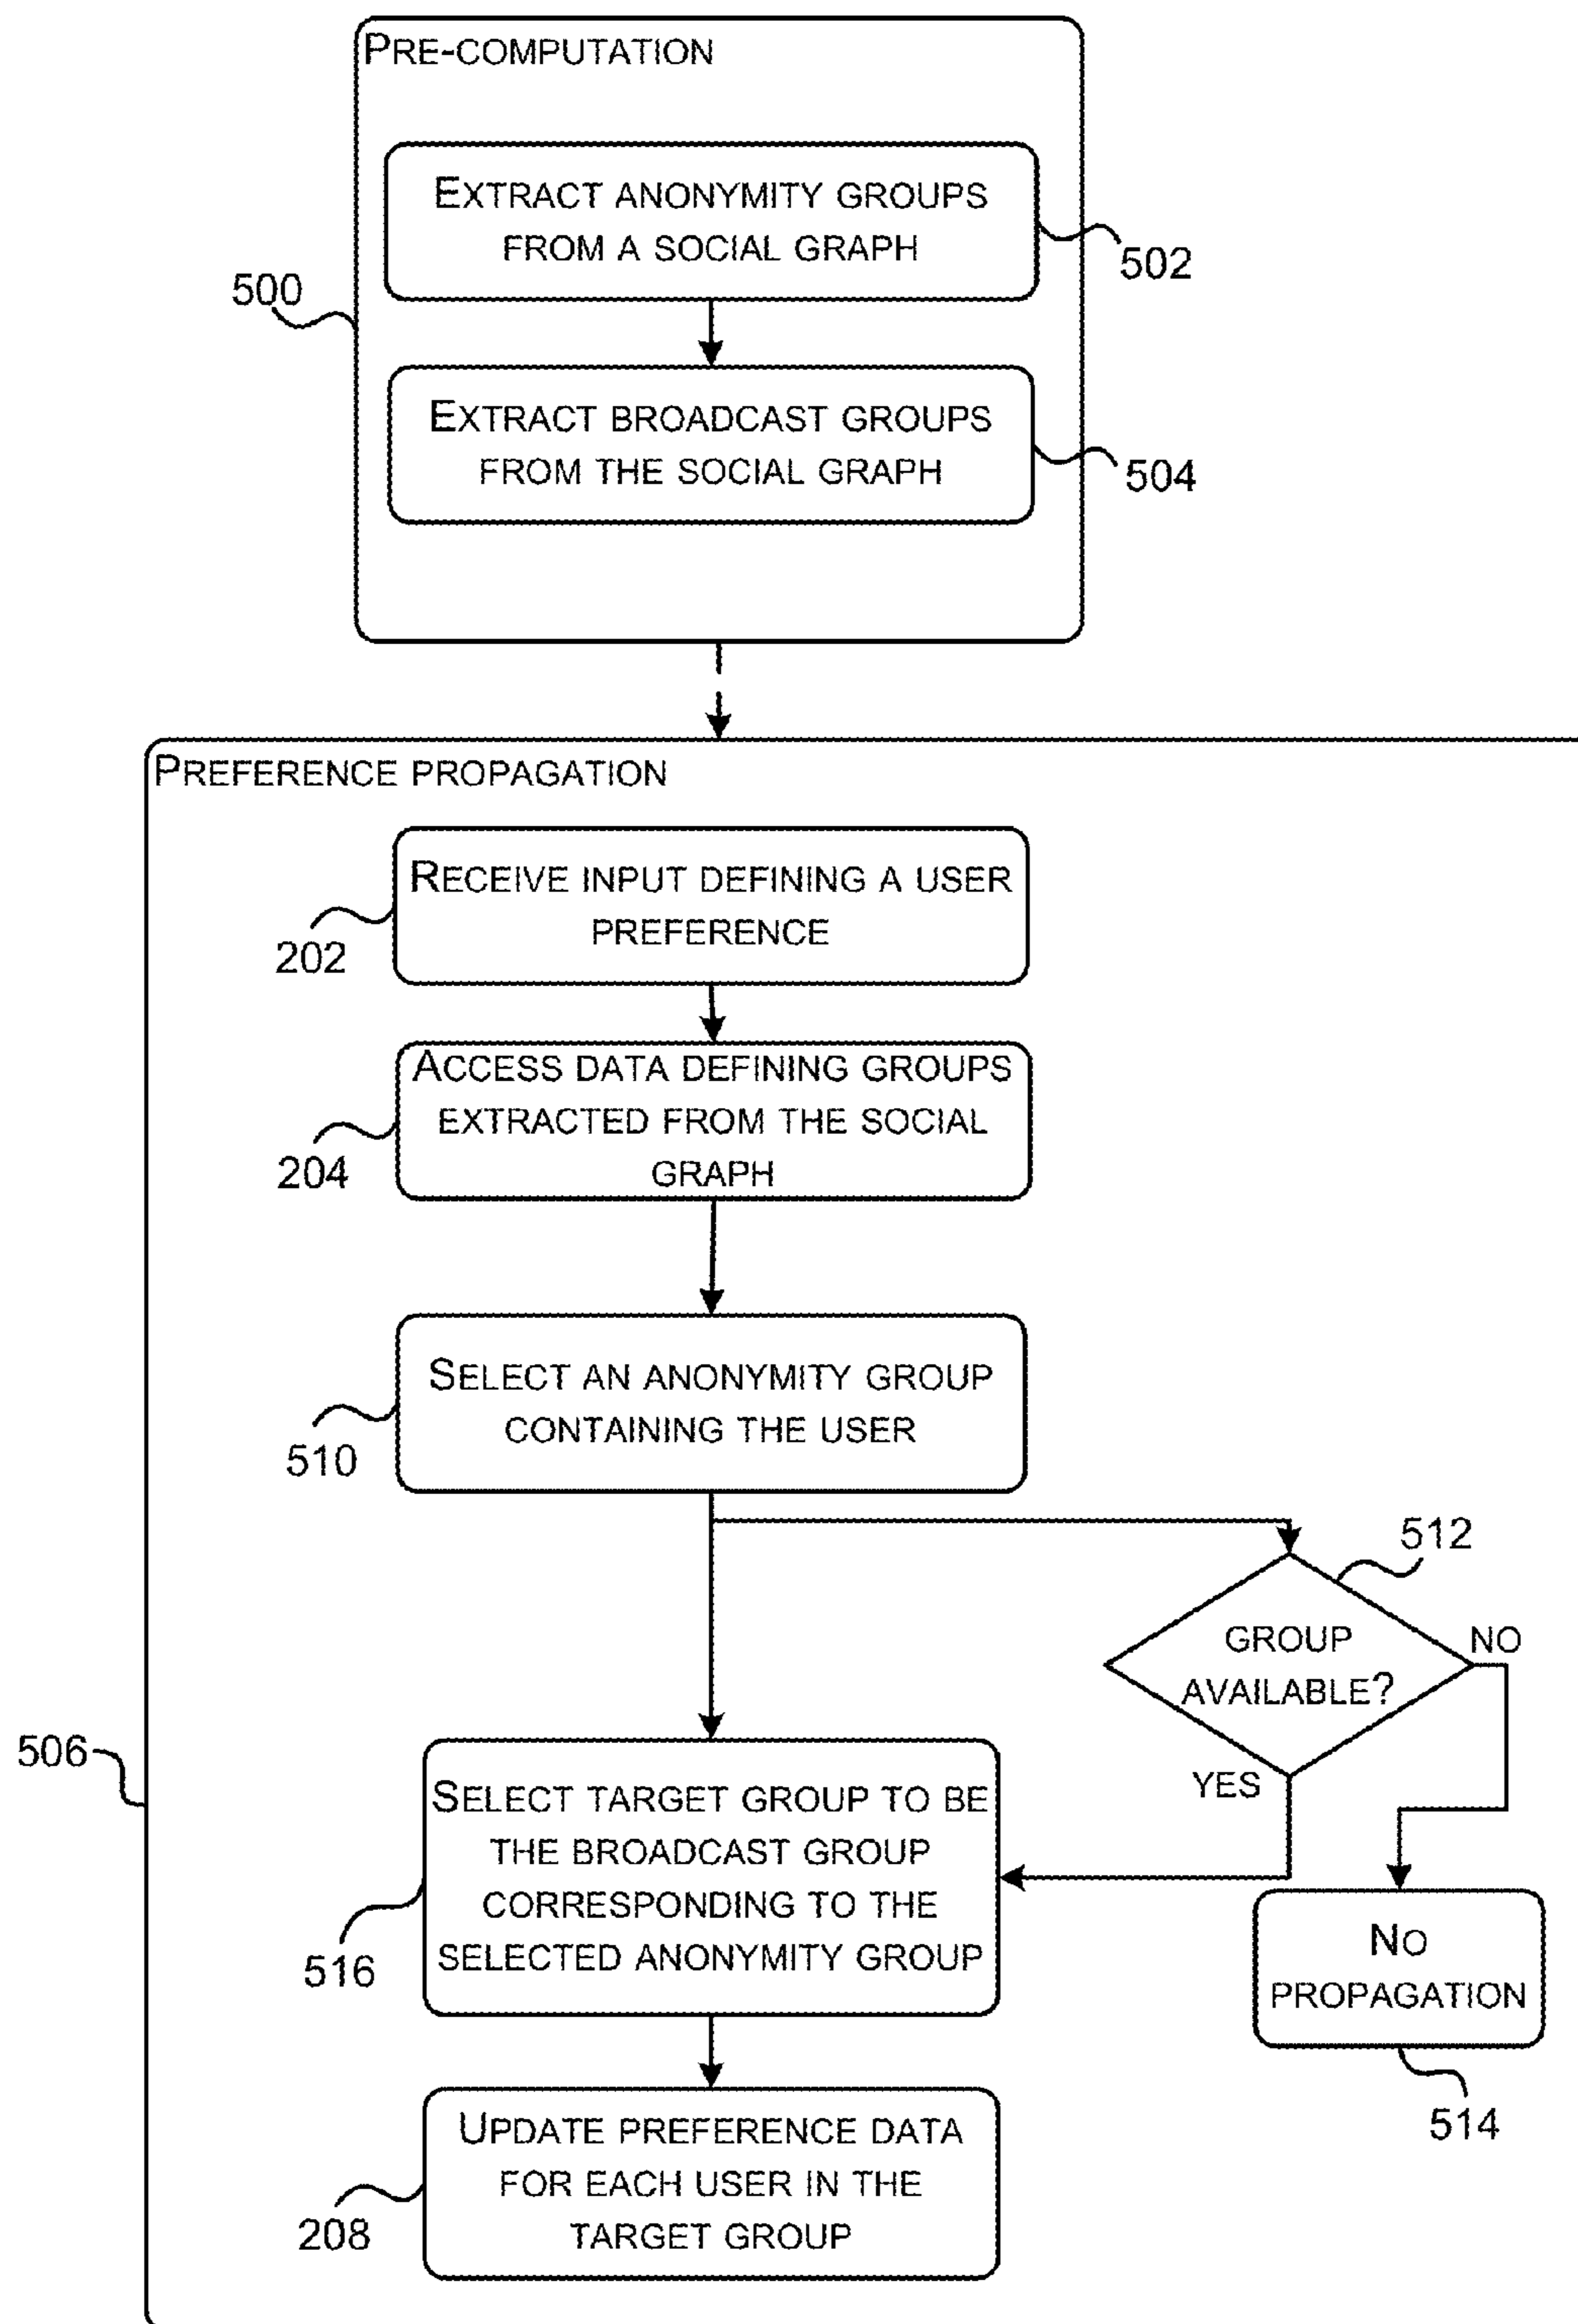 PRE-COMPUTATION
EXTRACT ANONYMITY GROUPS
FROM A SOCIAL GRAPH
502
500
EXTRACT BROADCAST GROUPS
FROM THE SOCIAL GRAPH
504
PREFERENCE PROPAGATION
RECEIVE INPUT DEFINING A USER
PREFERENCE
202
ACCESS DATA DEFINING GROUPS
EXTRACTED FROM THE SOCIAL
GRAPH
204
SELECT AN ANONYMITY GROUP
CONTAINING THE USER
510
512
GROUP
AVAILABLE?
NO
YES
506
SELECT TARGET GROUP TO BE
THE BROADCAST GROUP
CORRESPONDING TO THE
SELECTED ANONYMITY GROUP
516
NO
PROPAGATION
514
UPDATE PREFERENCE DATA
FOR EACH USER IN THE
TARGET GROUP
208